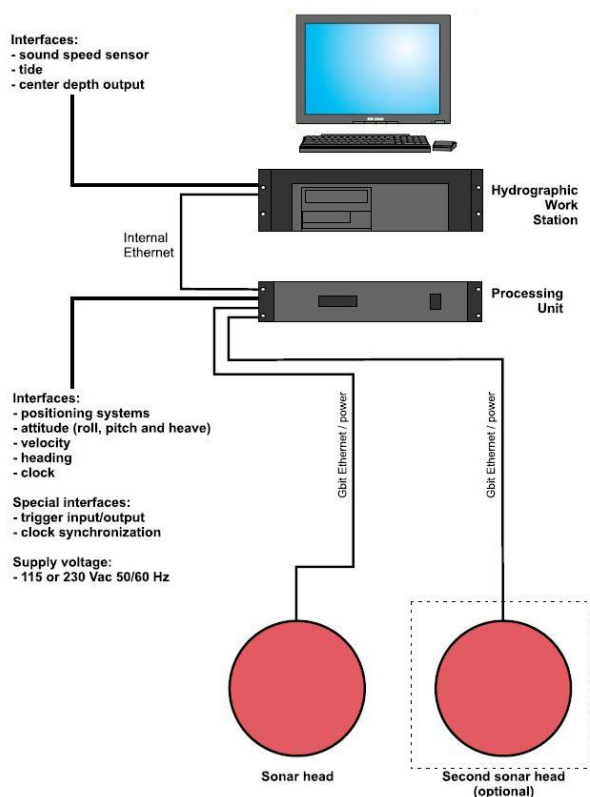 Interfaces:
- sound speed sensor
- tide
- center depth output
Hydrographic
Work
Station
Internal
Ethernet
Processing
Unit
Interfaces:
- positioning systems
- attitude (roll, pitch and heave)
- velocity
- heading
- clock
Special interfaces:
- trigger input/output
- clock synchronization
Supply voltage:
- 115 or 230 Vac 50/60 Hz
Gbit Ethernet / power
Gbit Ethernet / power
Sonar head
Second sonar head
(optional)